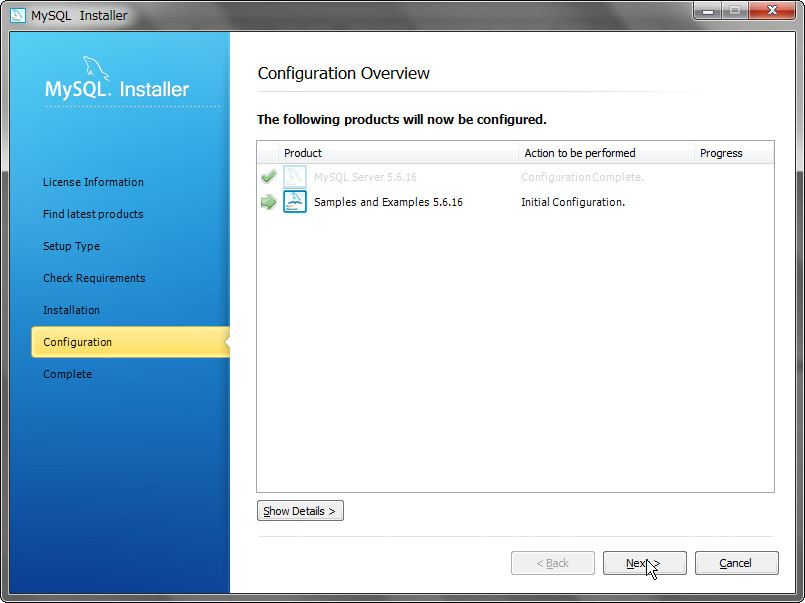 MySQL Installer
MySQL. Installer
License Information
Find latest products
Setup Type
Check Requirements
Installation
Configuration
Complete
Configuration Overview
The following products will now be configured.
Product Action to be performed Progress
MySQL Server 5.6.16 Configuration Complete.
Samples and Examples 5.6.16 Initial Configuration.
Show Details >
< Back Next > Cancel